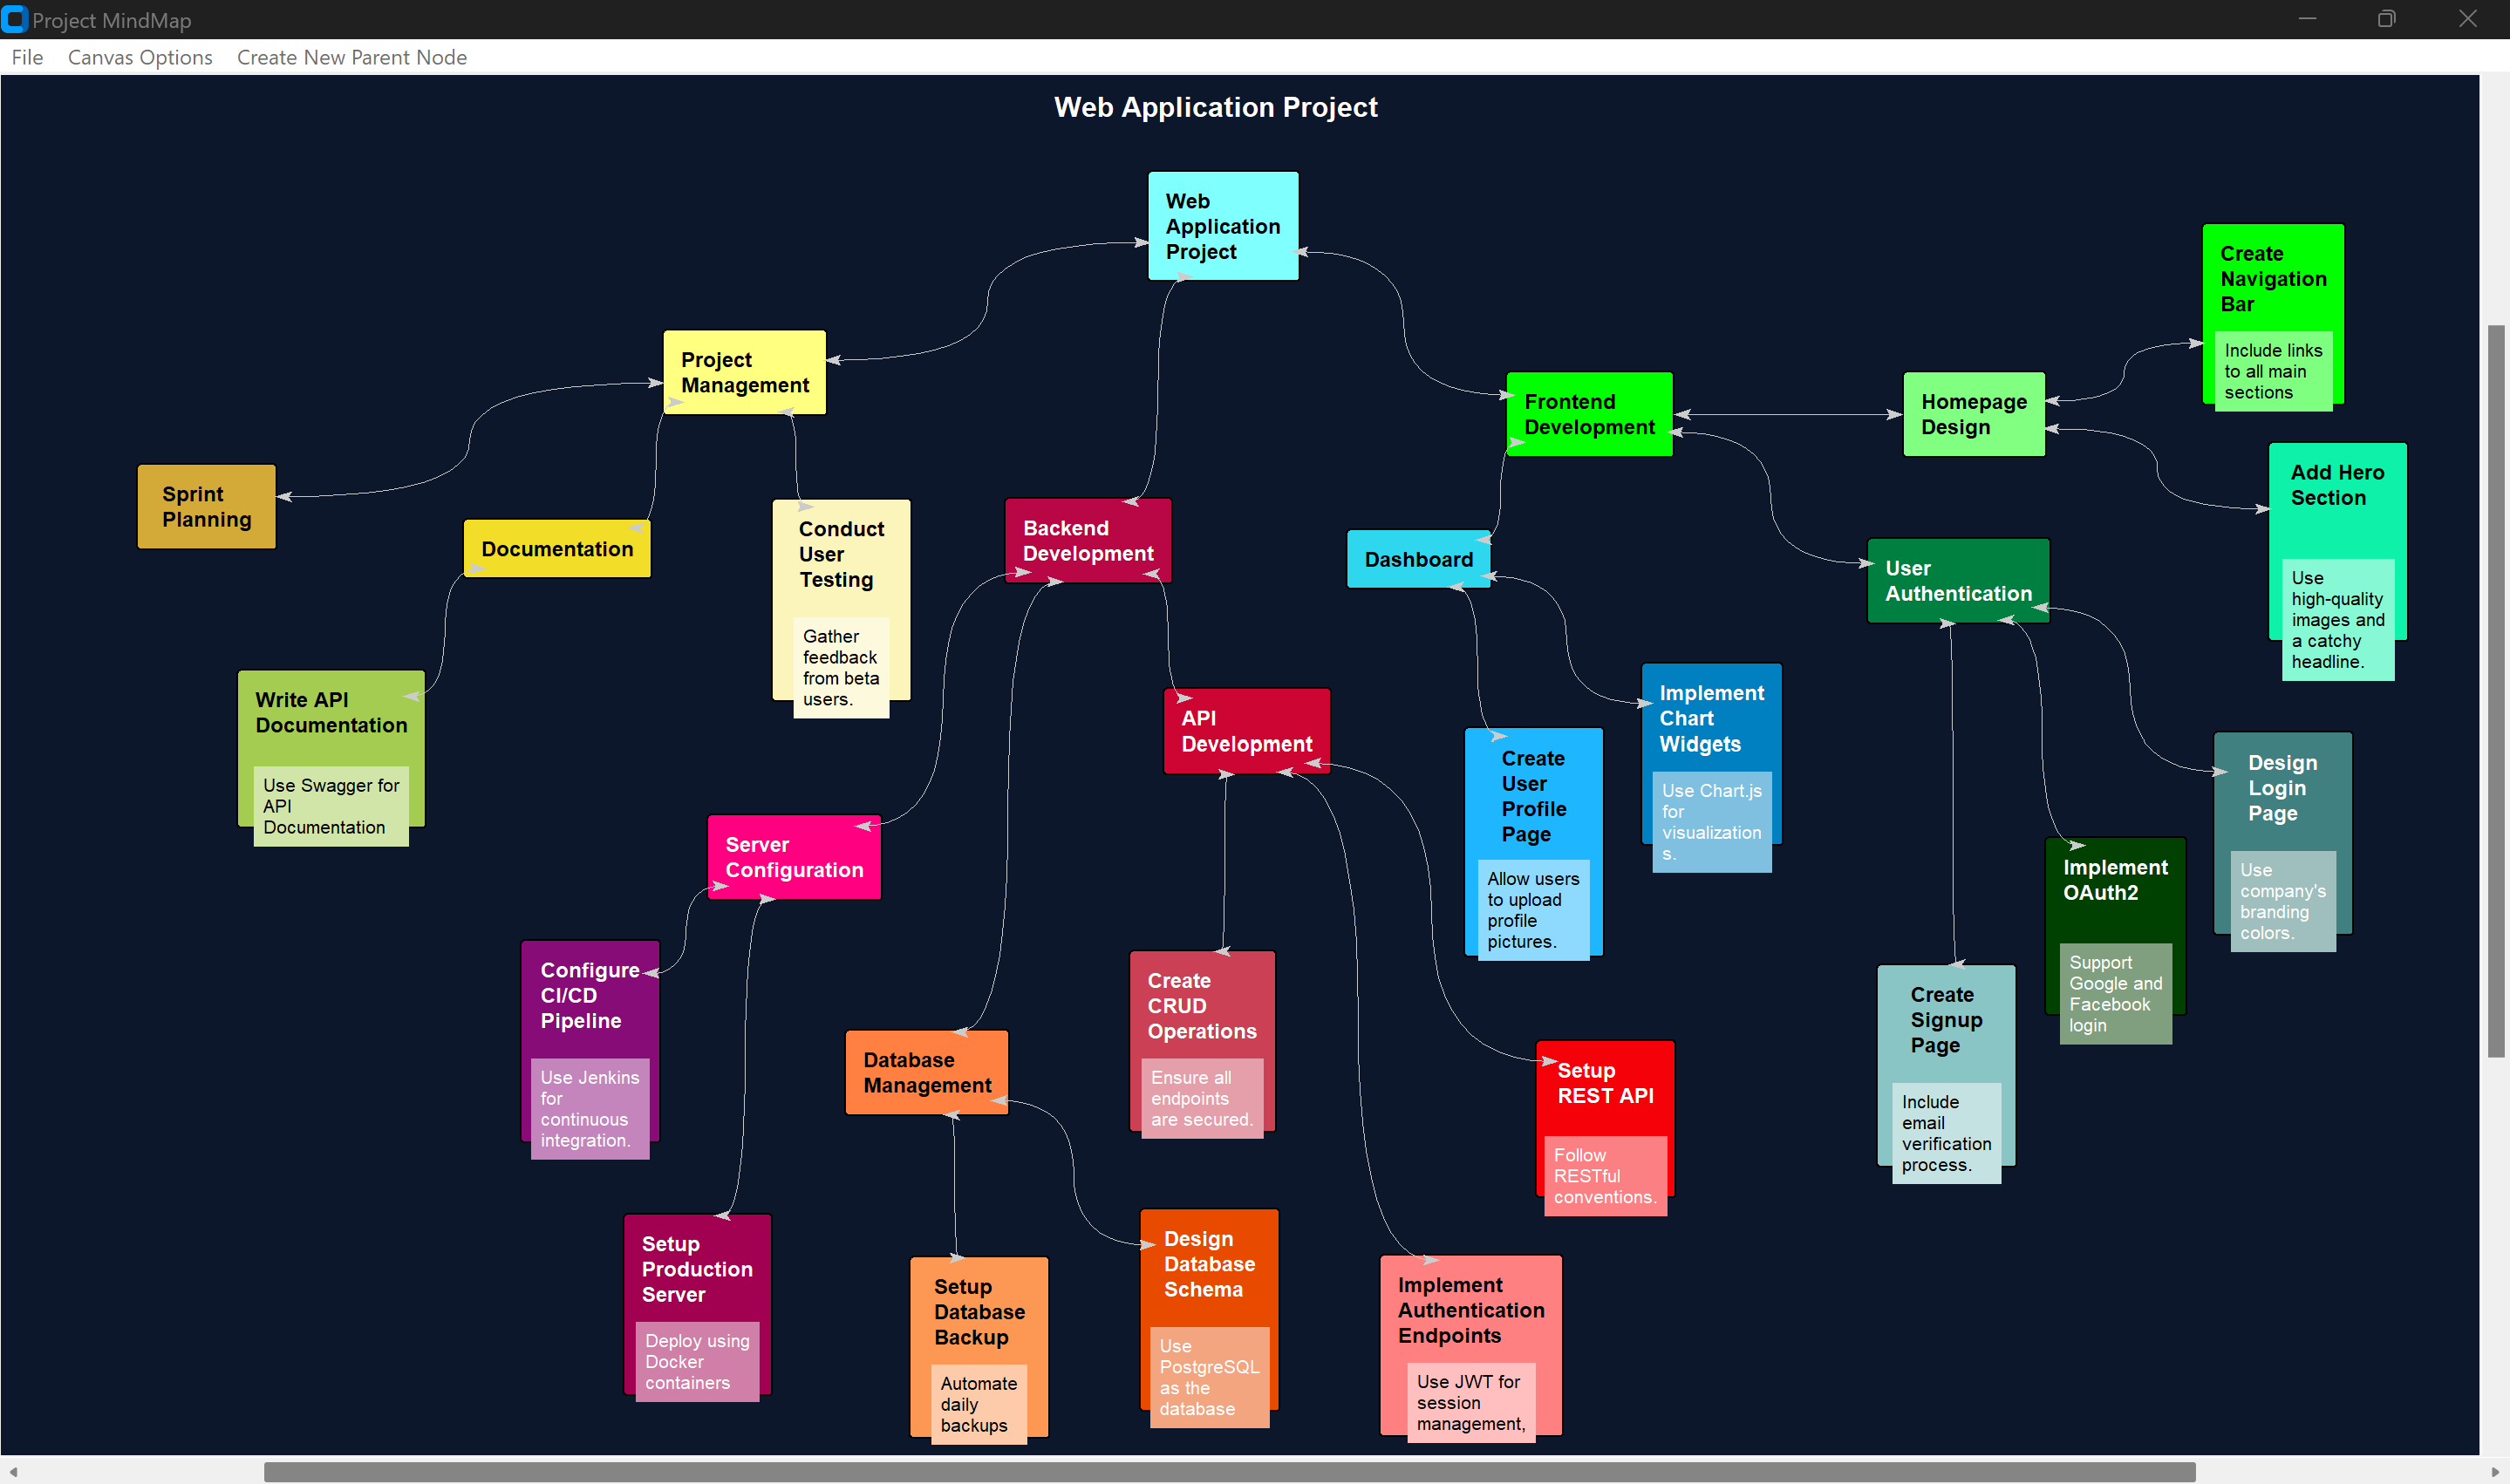 Project MindMap
File
Canvas Options
Create New Parent Node
Web Application Project
Web
Application
Project
Project
Management
Sprint
Planning
Documentation
Write API
Documentation
Use Swagger for
API
Documentation
Conduct
User
Testing
Gather
feedback
from beta
users.
Backend
Development
Server
Configuration
Configure
CI/CD
Pipeline
Use Jenkins
for
continuous
integration.
Setup
Production
Server
Deploy using
Docker
containers
Database
Management
Setup
Database
Backup
Automate
daily
backups
Design
Database
Schema
Use
PostgreSQL
as the
database
API
Development
Create
CRUD
Operations
Ensure all
endpoints
are secured.
Implement
Authentication
Endpoints
Use JWT for
session
management,
Setup
REST API
Follow
RESTful
conventions.
Frontend
Development
Dashboard
Create
User
Profile
Page
Allow users
to upload
profile
pictures.
Implement
Chart
Widgets
Use Chart.js
for
visualization
s.
Homepage
Design
Create
Navigation
Bar
Include links
to all main
sections
Add Hero
Section
Use
high-quality
images and
a catchy
headline.
User
Authentication
Create
Signup
Page
Include
email
verification
process.
Implement
OAuth2
Support
Google and
Facebook
login
Design
Login
Page
Use
company's
branding
colors.